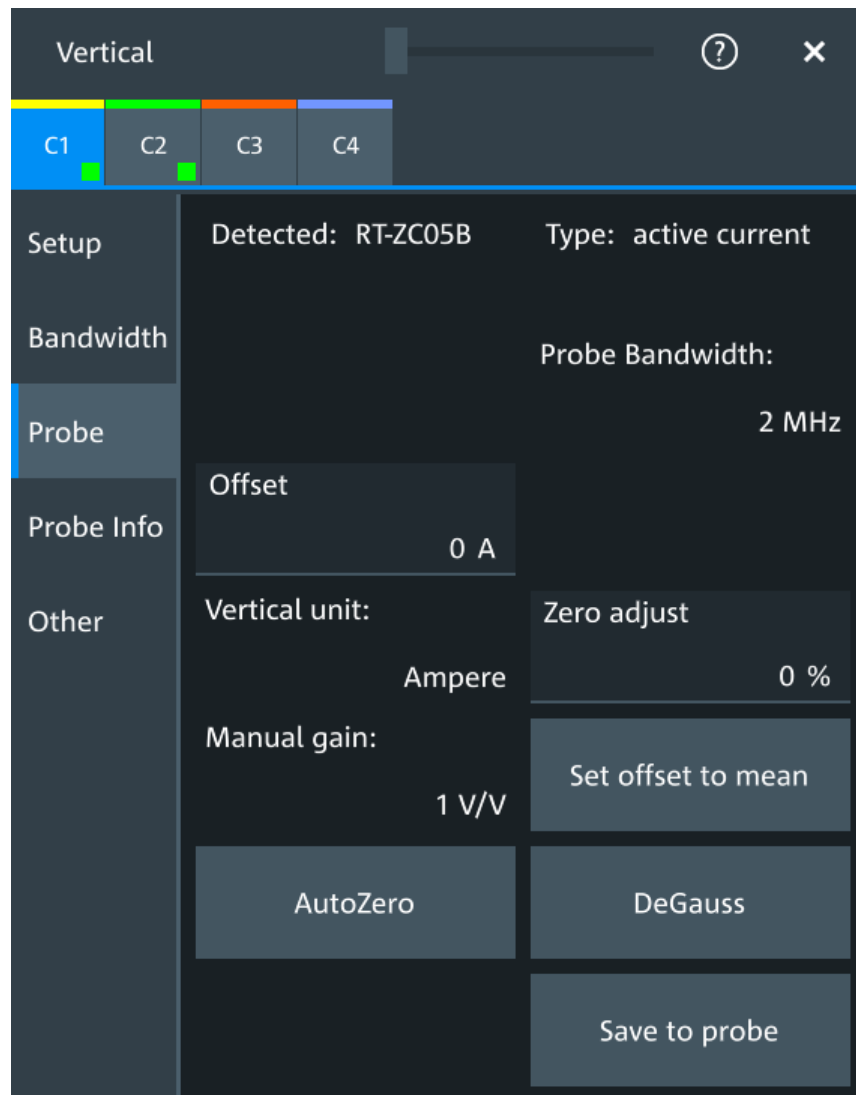 Vertical
?
C1 C2 C3 C4
Setup
Bandwidth
Probe
Probe Info
Other
Detected: RT-ZC05B Type: active current
Probe Bandwidth:
2 MHz
Offset
0 A
Vertical unit:
Ampere
Zero adjust
0 %
Manual gain:
1 V/V
Set offset to mean
AutoZero
DeGauss
Save to probe